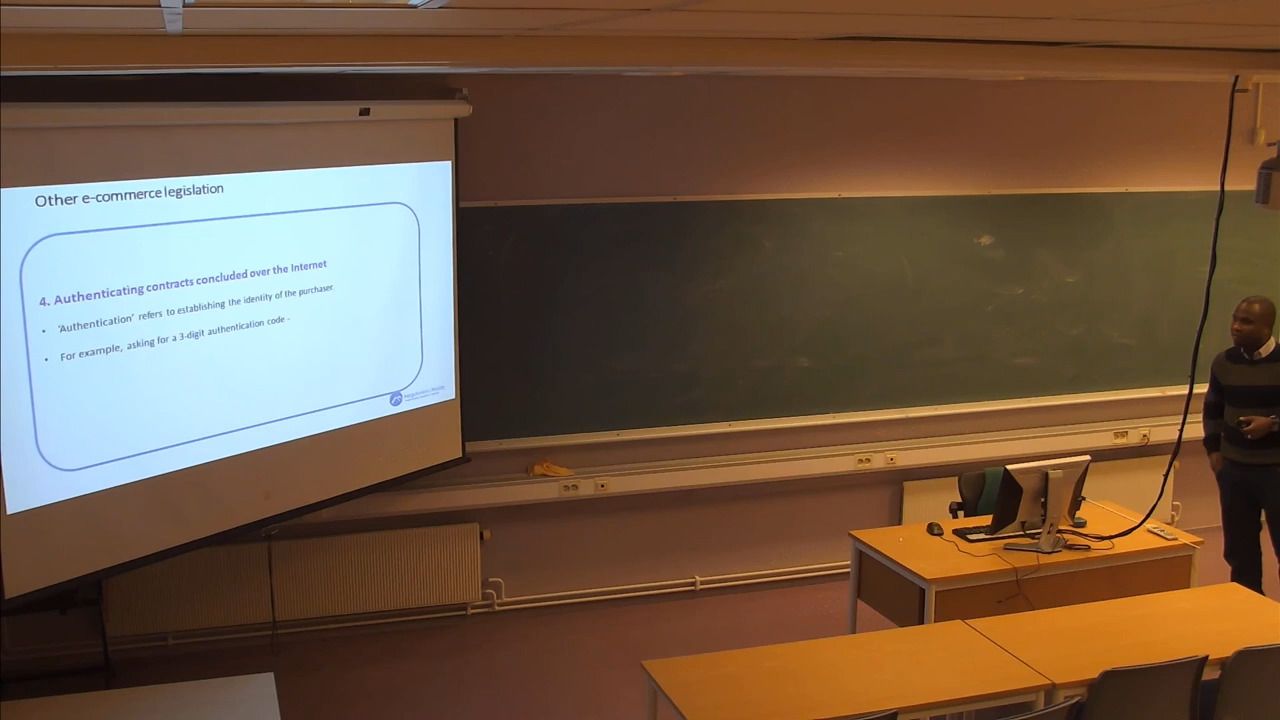 Other e-commerce legislation
4. Authenticating contracts concluded over the Internet
• 'Authentication' refers to establishing the identity of the purchaser.
• For example, asking for a 3-digit authentication code -